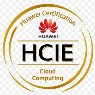 Huawei Certification
HUAWEI
HCIE
Cloud
Computing